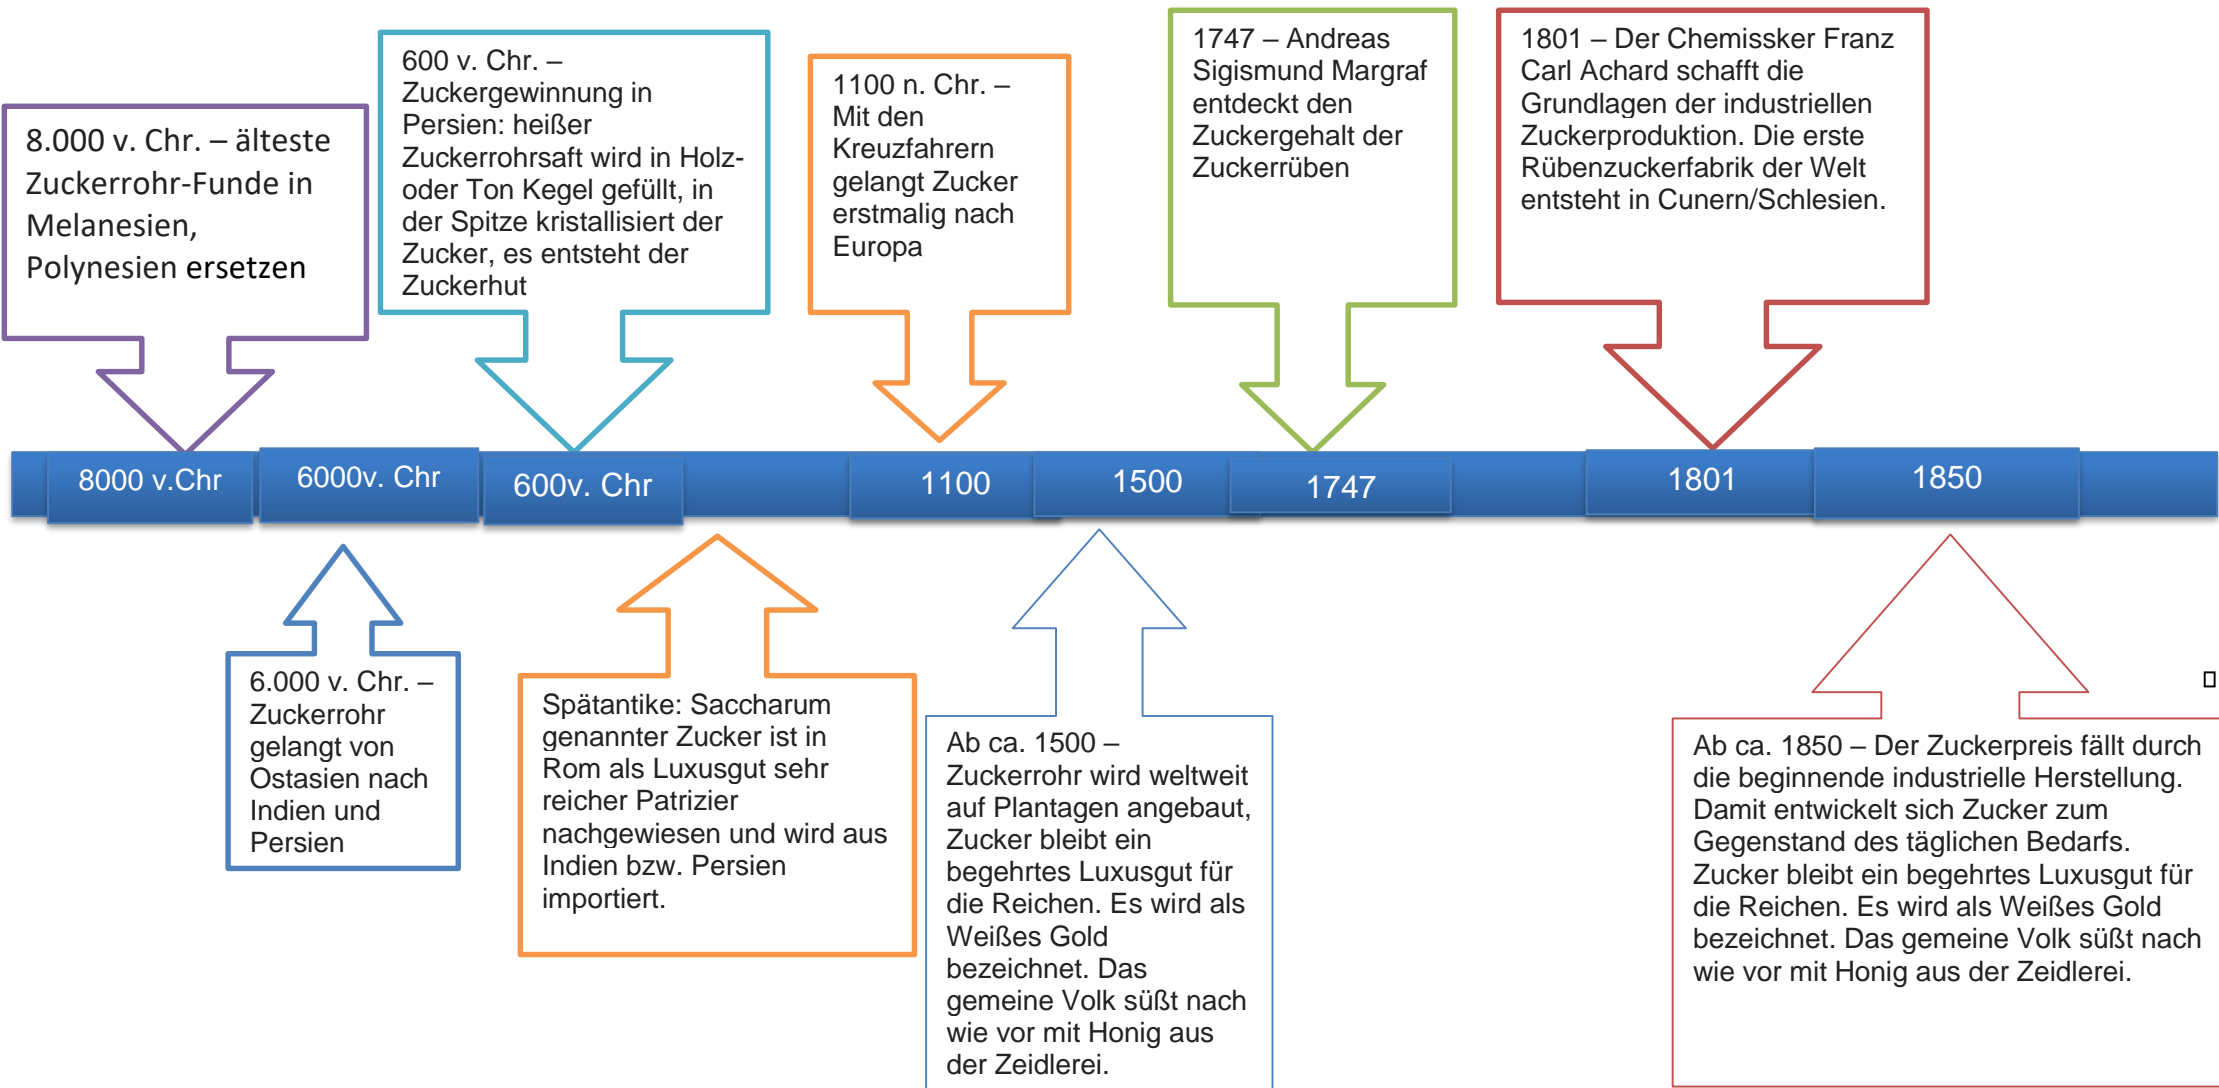 8.000 v. Chr. – älteste
Zuckerrohr-Funde in
Melanesien,
Polynesien ersetzen
600 v. Chr. –
Zuckergewinnung in
Persien: heißer
Zuckerrohrsaft wird in Holz-
oder Ton Kegel gefüllt, in
der Spitze kristallisiert der
Zucker, es entsteht der
Zuckerhut
1100 n. Chr. –
Mit den
Kreuzfahrern
gelangt Zucker
erstmalig nach
Europa
1747 – Andreas
Sigismund Margraf
entdeckt den
Zuckergehalt der
Zuckerrüben
1801 – Der Chemissker Franz
Carl Achard schafft die
Grundlagen der industriellen
Zuckerproduktion. Die erste
Rübenzuckerfabrik der Welt
entsteht in Cunern/Schlesien.
8000 v.Chr
6000v. Chr
600v. Chr
1100
1500
1747
1801
1850
6.000 v. Chr. –
Zuckerrohr
gelangt von
Ostasien nach
Indien und
Persien
Spätantike: Saccharum
genannter Zucker ist in
Rom als Luxusgut sehr
reicher Patrizier
nachgewiesen und wird aus
Indien bzw. Persien
importiert.
Ab ca. 1500 –
Zuckerrohr wird weltweit
auf Plantagen angebaut,
Zucker bleibt ein
begehrtes Luxusgut für
die Reichen. Es wird als
Weißes Gold
bezeichnet. Das
gemeine Volk süßt nach
wie vor mit Honig aus
der Zeidlerei.
Ab ca. 1850 – Der Zuckerpreis fällt durch
die beginnende industrielle Herstellung.
Damit entwickelt sich Zucker zum
Gegenstand des täglichen Bedarfs.
Zucker bleibt ein begehrtes Luxusgut für
die Reichen. Es wird als Weißes Gold
bezeichnet. Das gemeine Volk süßt nach
wie vor mit Honig aus der Zeidlerei.